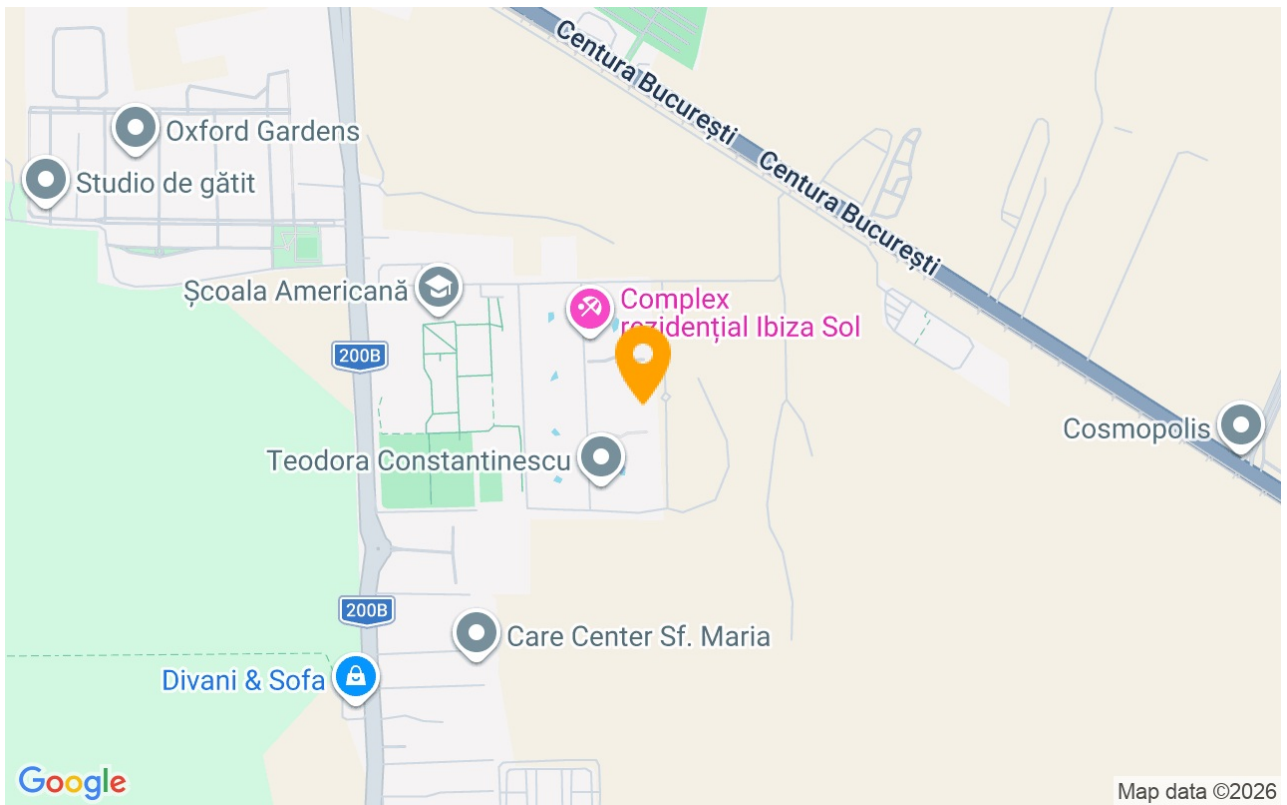 Centura București
Oxford Gardens
Centura București
Studio de gătit
Școala Americană
Complex
rezidențial Ibiza Sol
200B
Cosmopolis
Teodora Constantinescu
200B
Care Center Sf. Maria
Divani & Sofa
Google
Map data ©2026